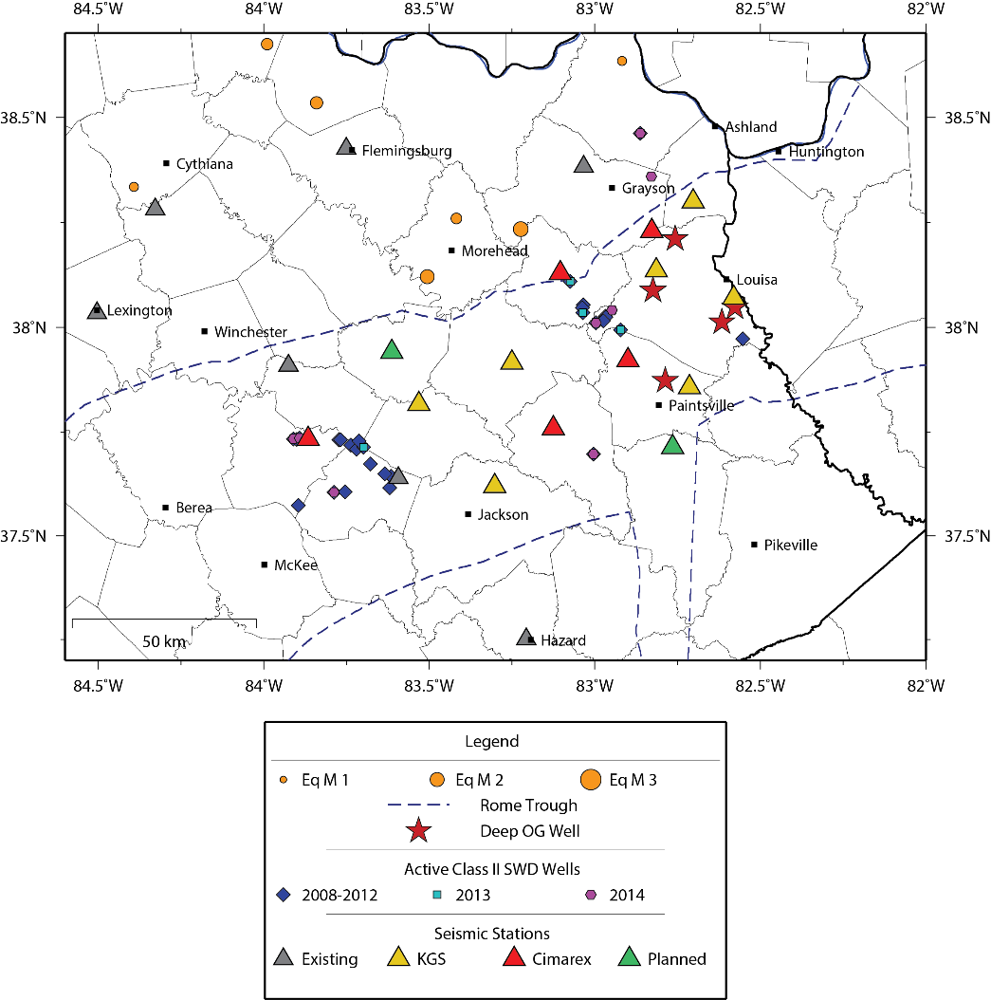 84.5˚W 84˚W 83.5˚W 83˚W 82.5˚W 82˚W
38.5˚N 38.5˚N
Ashland
Flemingsburg Huntington
Cythiana
Grayson
Morehead
Louisa
Lexington
38˚N Winchester 38˚N
Paintsville
Berea Jackson
37.5˚N 37.5˚N
Pikeville
McKee
50 km Hazard
84.5˚W 84˚W 83.5˚W 83˚W 82.5˚W 82˚W
Legend
Eq M 1 Eq M 2 Eq M 3
Rome Trough
Deep OG Well
Active Class II SWD Wells
2008-2012 2013 2014
Seismic Stations
Existing KGS Cimarex Planned